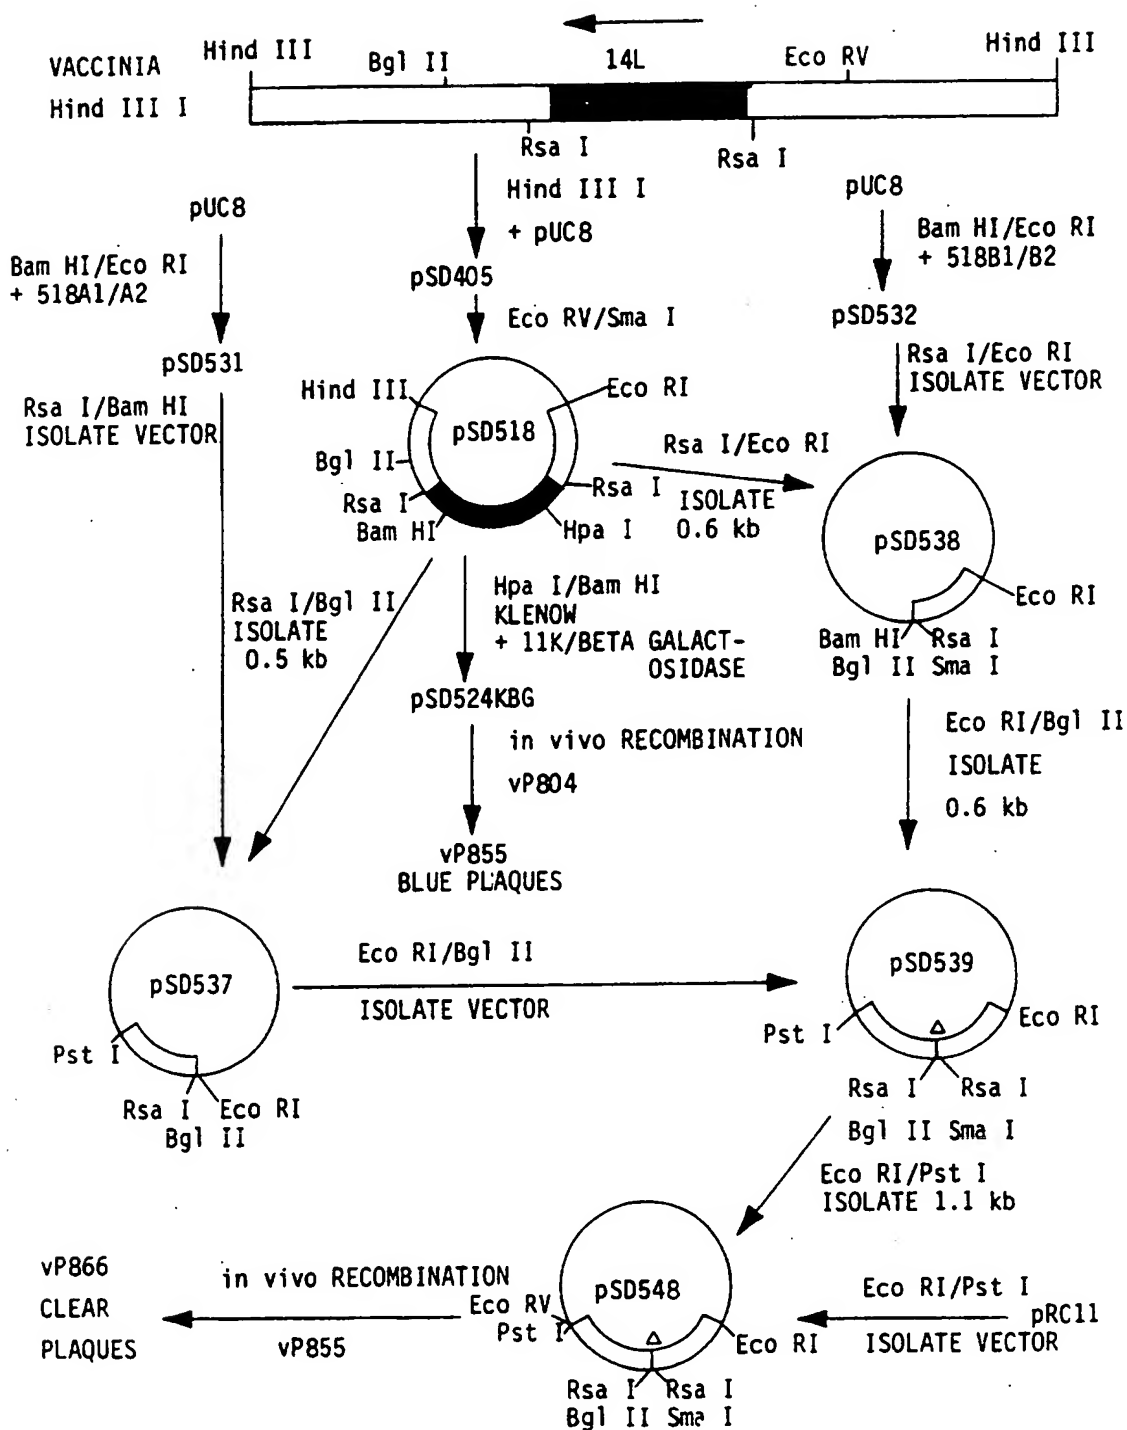 VACCINIA
Hind III I
Hind III
Bgl II
14L
Eco RV
Hind III
Rsa I
Rsa I
pUC8
Bam HI/Eco RI
+ 518A1/A2
pSD531
Rsa I/Bam HI
ISOLATE VECTOR
Hind III I
+ pUC8
pSD405
Eco RV/Sma I
pUC8
Bam HI/Eco RI
+ 518B1/B2
pSD532
Rsa I/Eco RI
ISOLATE VECTOR
Hind III
Eco RI
pSD518
Bgl II
Rsa I
Bam HI
Rsa I
Hpa I
Rsa I/Eco RI
ISOLATE
0.6 kb
pSD538
Eco RI
Bam HI Rsa I
Bgl II Sma I
Rsa I/Bgl II
ISOLATE
0.5 kb
Hpa I/Bam HI
KLENOW
+ 11K/BETA GALACT-
OSIDASE
pSD524KBG
in vivo RECOMBINATION
vP804
vP855
BLUE PLAQUES
Eco RI/Bgl II
ISOLATE
0.6 kb
pSD537
Pst I
Rsa I Eco RI
Bgl II
Eco RI/Bgl II
ISOLATE VECTOR
pSD539
Pst I
Δ
Eco RI
Rsa I Rsa I
Bgl II Sma I
Eco RI/Pst I
ISOLATE 1.1 kb
vP866
CLEAR
PLAQUES
in vivo RECOMBINATION
vP855
pSD548
Eco RV
Pst I
Δ
Eco RI
Rsa I Rsa I
Bgl II Sma I
Eco RI/Pst I
pRC11
ISOLATE VECTOR